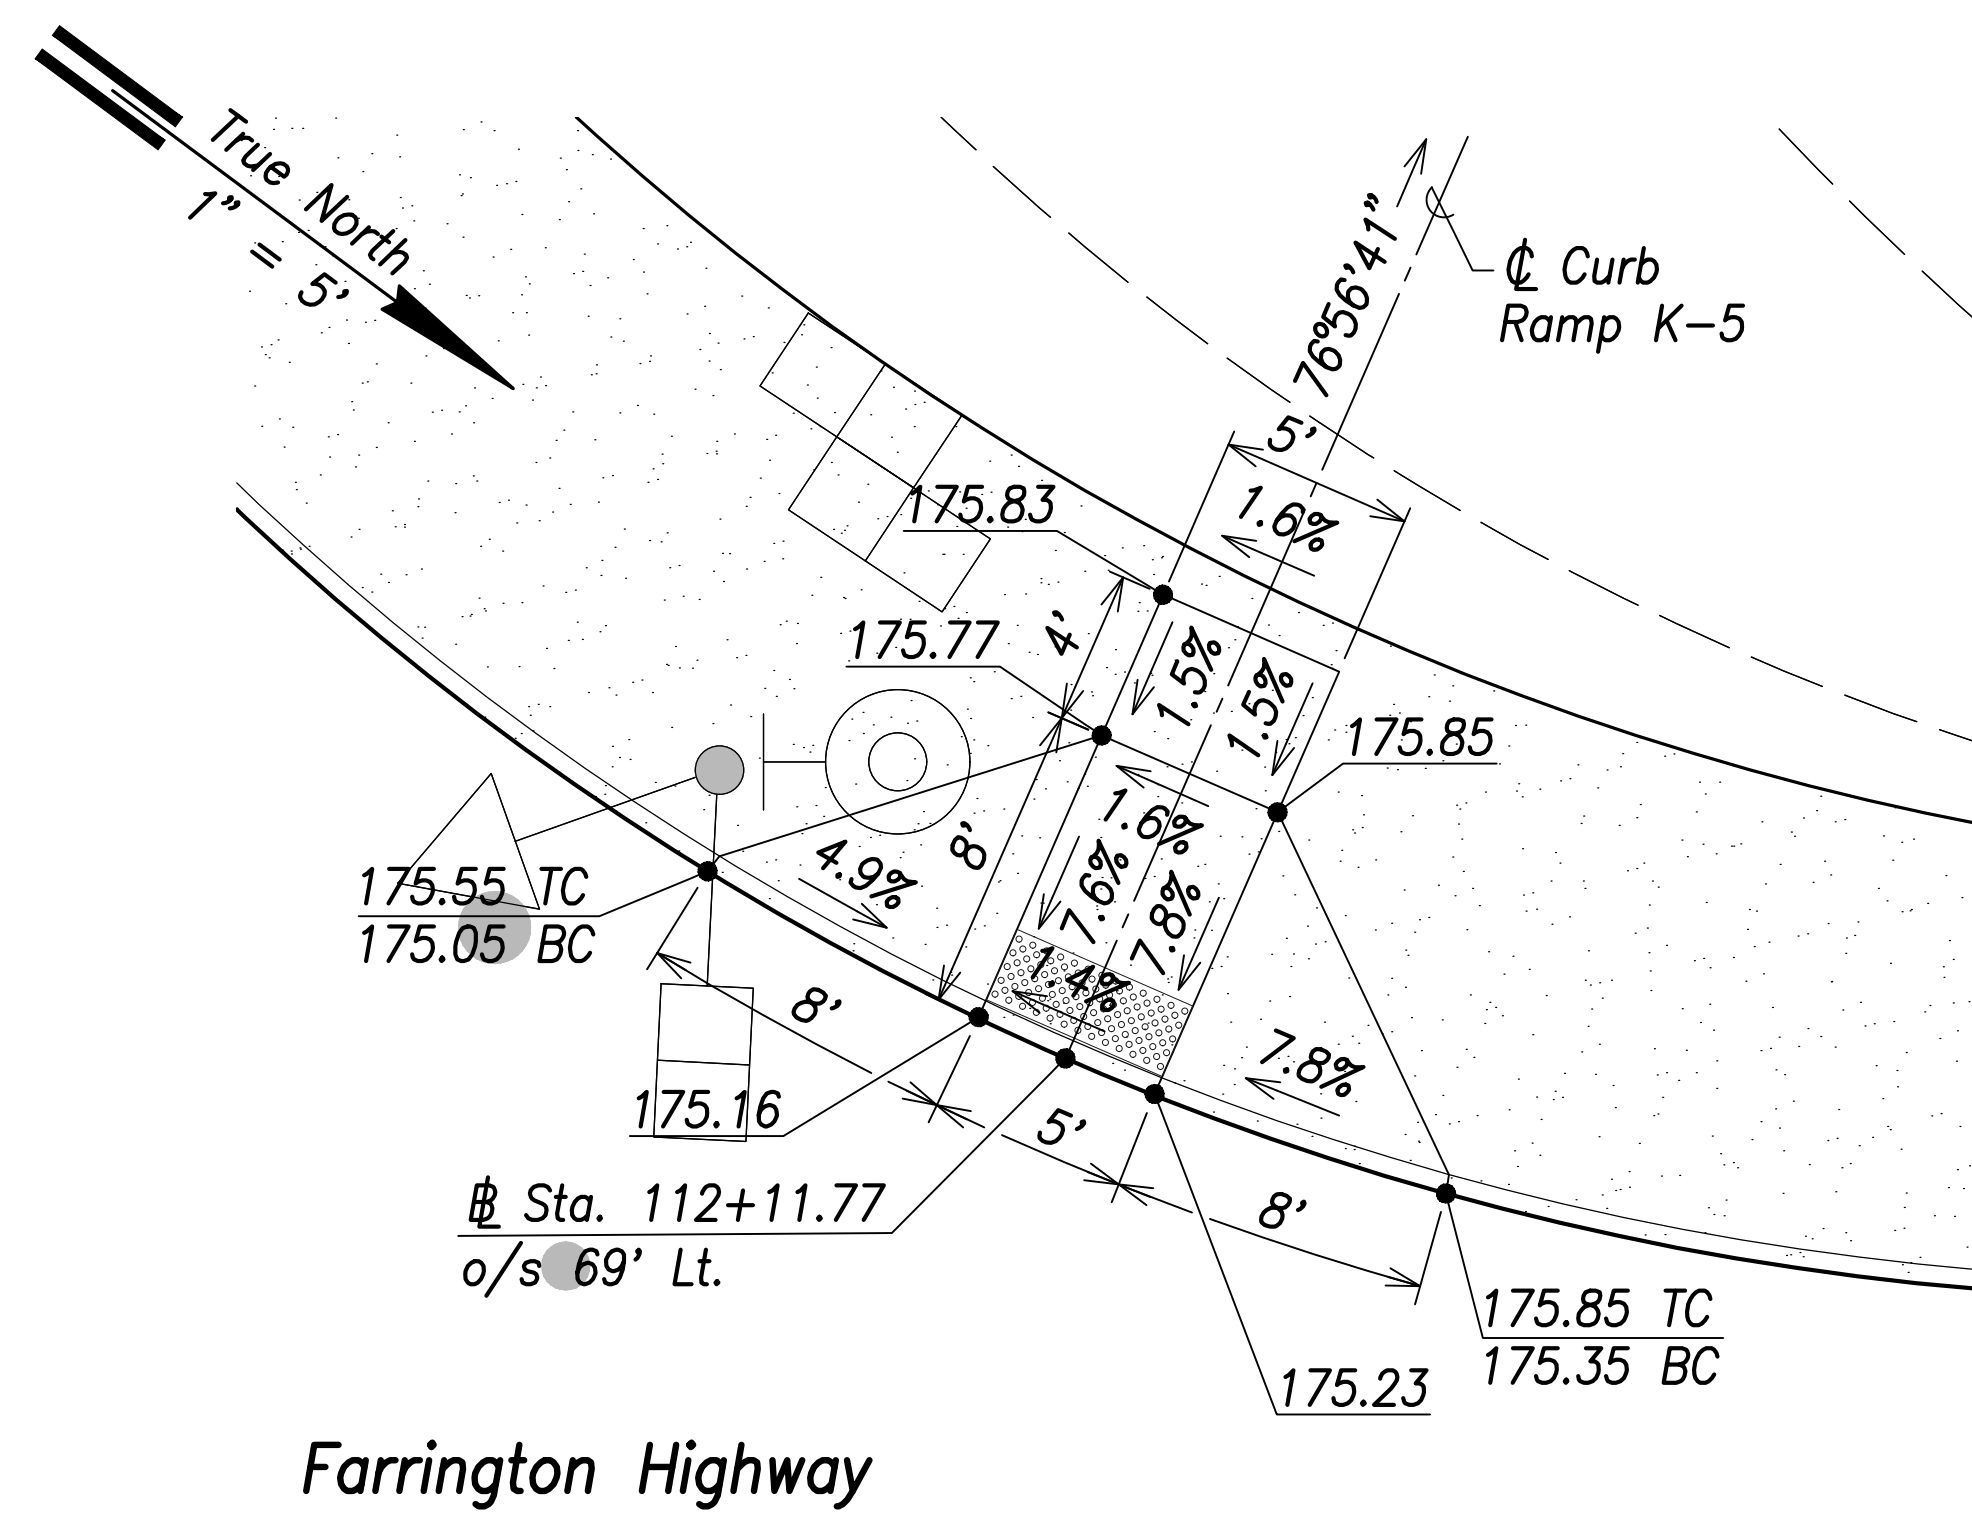 True North
1” = 5’
76°56’41”
℄ Curb
Ramp K-5
5’
1.6%
175.83
4’
175.77
1.5%
1.5%
175.85
1.6%
8’
4.9%
7.6%
7.8%
175.55 TC
175.05 BC
1.4%
8’
7.8%
175.16
5’
8’
B̵L Sta. 112+11.77
o/s 69’ Lt.
175.85 TC
175.35 BC
175.23
Farrington Highway